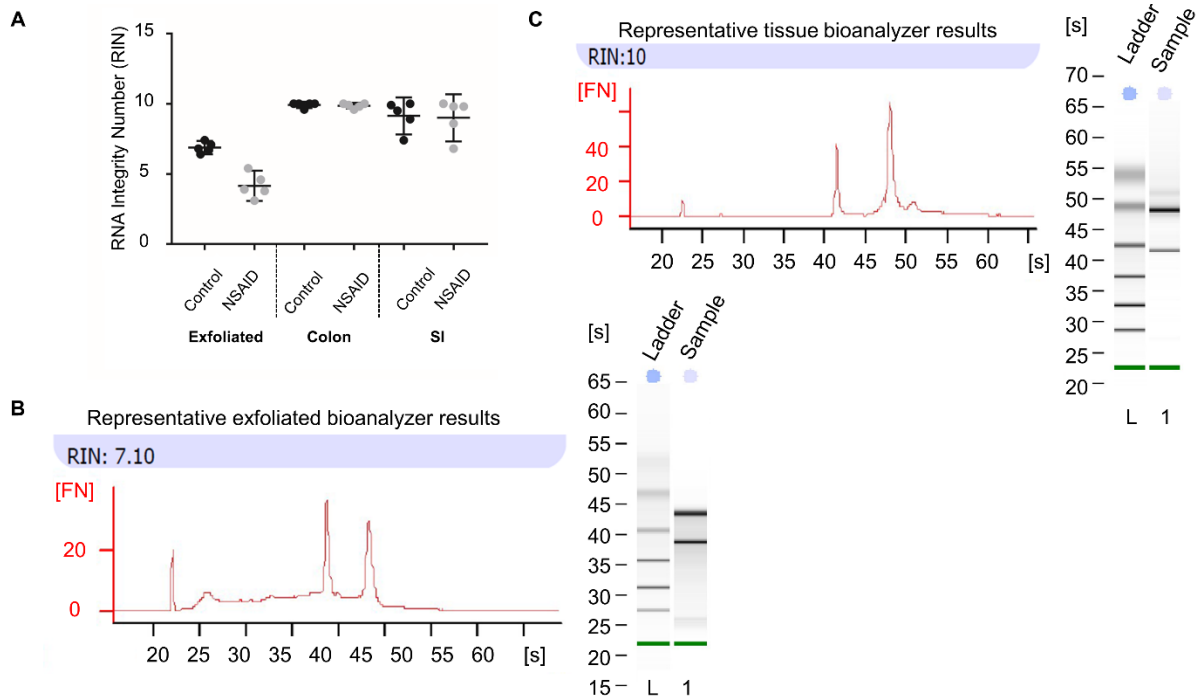 A
RNA Integrity Number (RIN)
15
10
5
0
Control
NSAID
Control
NSAID
Control
NSAID
Exfoliated
Colon
SI
B
Representative exfoliated bioanalyzer results
RIN: 7.10
[FN]
20
0
20 25 30 35 40 45 50 55 60 65 [s]
[s]
Ladder
Sample
65
60
55
50
45
40
35
30
25
20
15
L 1
C
Representative tissue bioanalyzer results
RIN:10
[FN]
40
20
0
20 25 30 35 40 45 50 55 60 [s]
[s]
Ladder
Sample
70
65
60
55
50
45
40
35
30
25
20
L 1